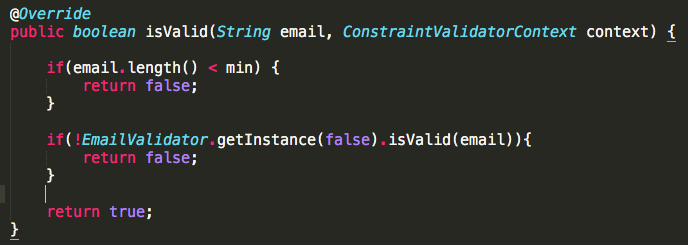 @Override
public boolean isValid(String email, ConstraintValidatorContext context) {
if(email.length() < min) {
return false;
}
if(!EmailValidator.getInstance(false).isValid(email)){
return false;
}
return true;
}